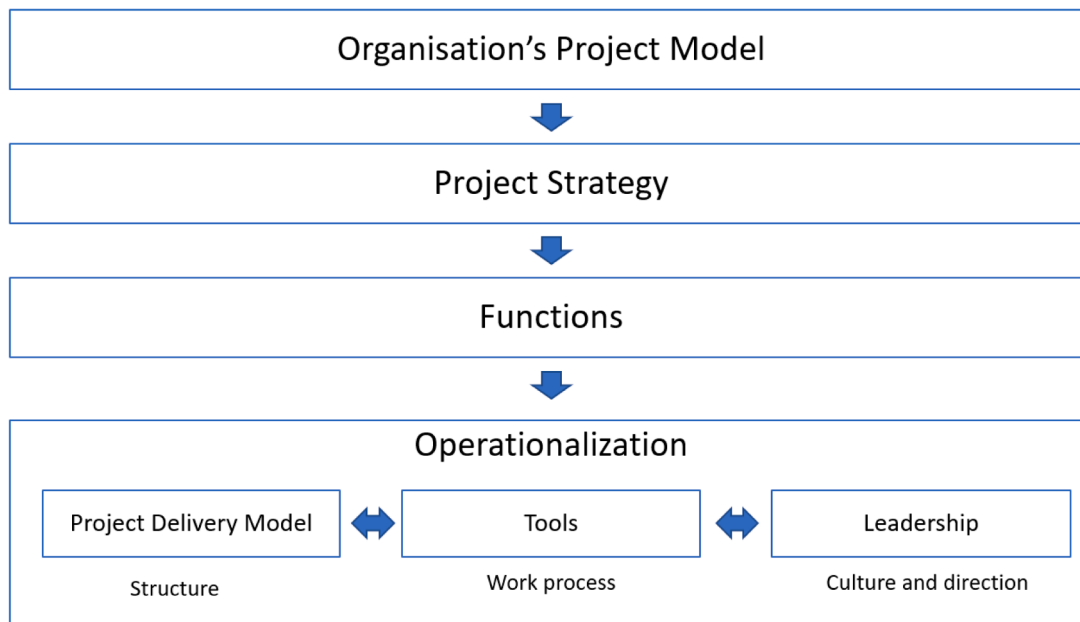 Organisation’s Project Model
Project Strategy
Functions
Operationalization
Project Delivery Model
Tools
Leadership
Structure
Work process
Culture and direction